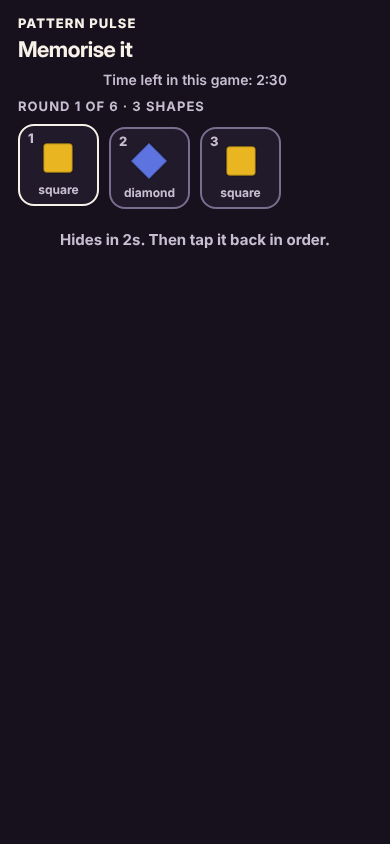 PATTERN PULSE
Memorise it
Time left in this game: 2:30
ROUND 1 OF 6 · 3 SHAPES
1 2 3
square diamond square
Hides in 2s. Then tap it back in order.